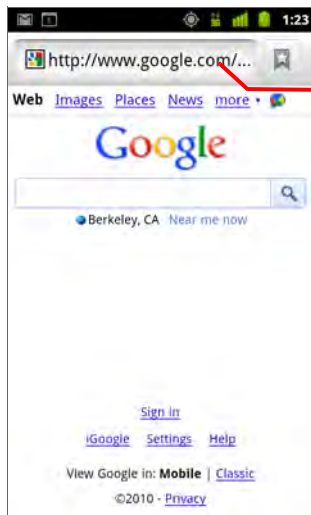 1:23
http://www.google.com/...
Web Images Places News more
Google
Berkeley, CA Near me now
Sign in
iGoogle Settings Help
View Google in: Mobile | Classic
©2010 - Privacy